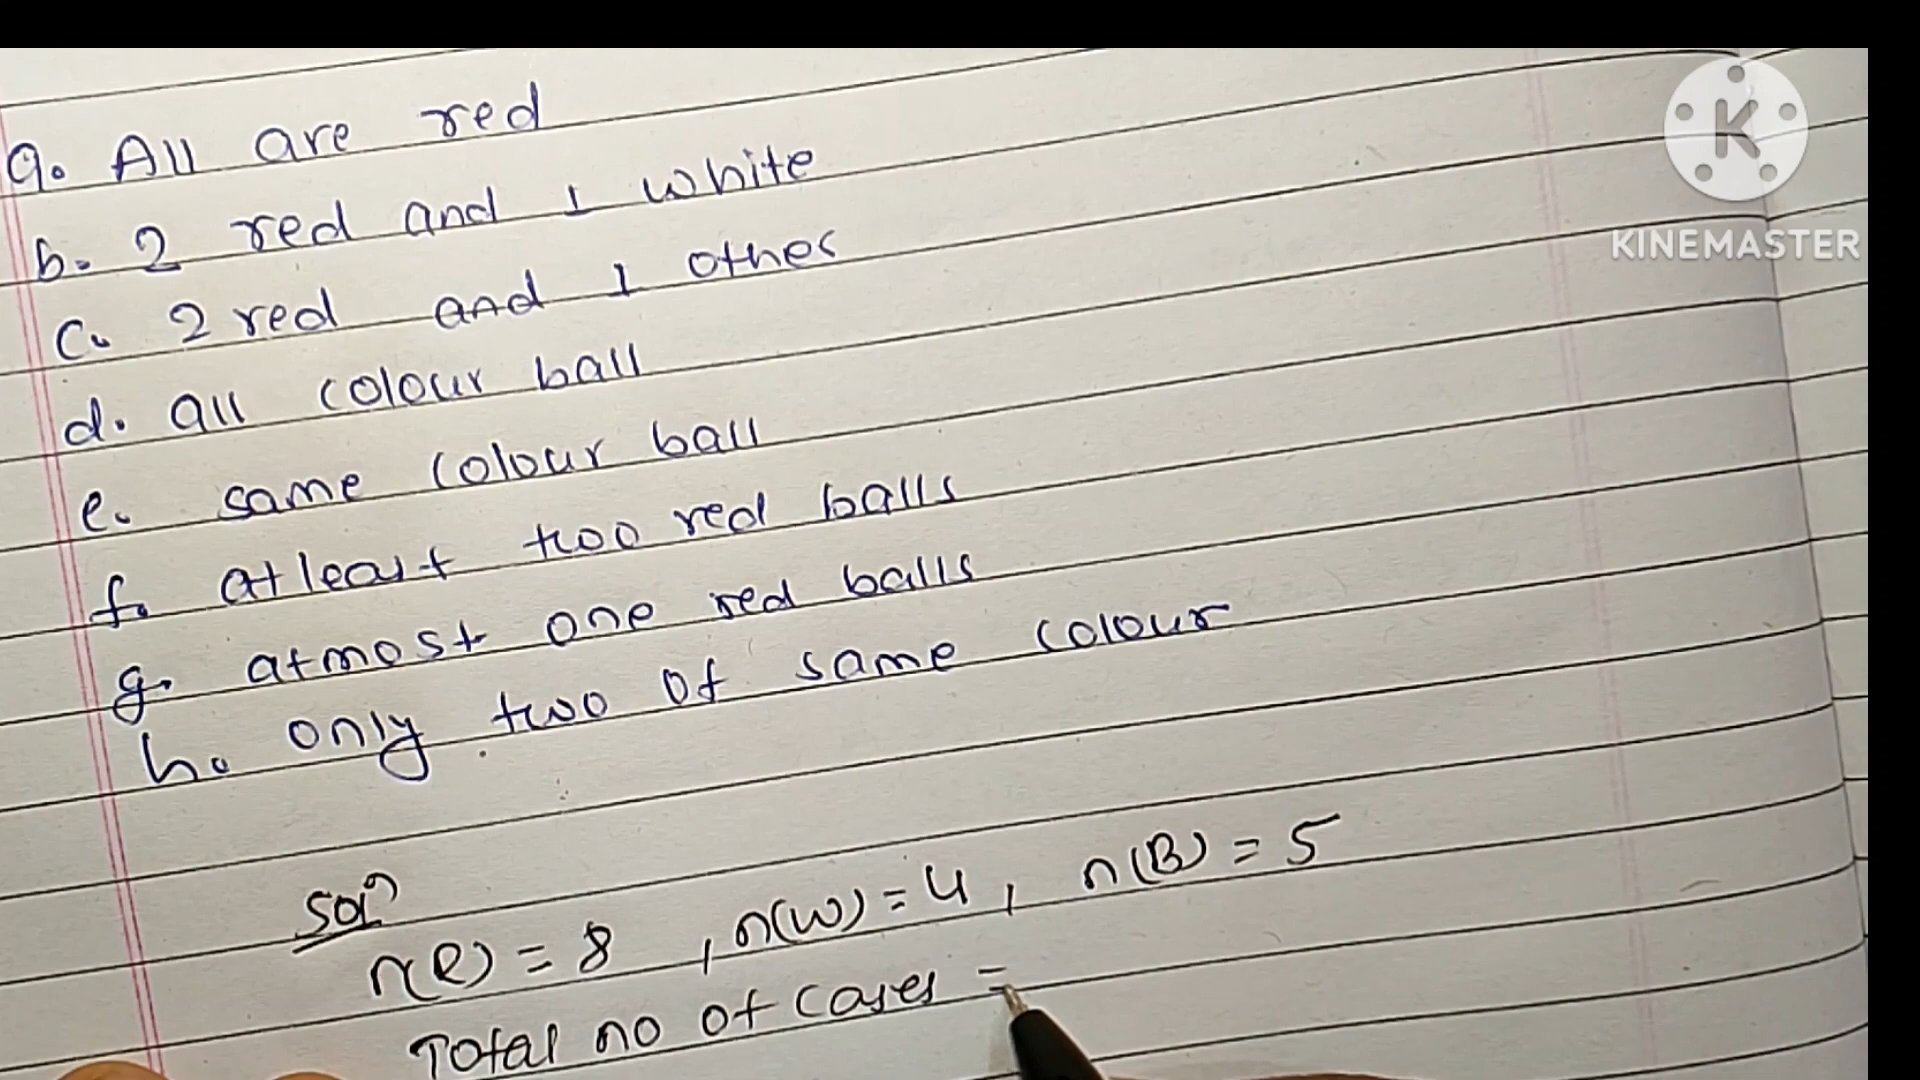 a. All are red
b. 2 red and 1 white
c. 2 red and 1 other
d. all colour ball
e. same colour ball
f. atleast two red balls
g. atmost one red balls
h. only two of same colour
Solⁿ
n(R) = 8 , n(W) = 4 , n(B) = 5
Total no of cases =
K
KINEMASTER